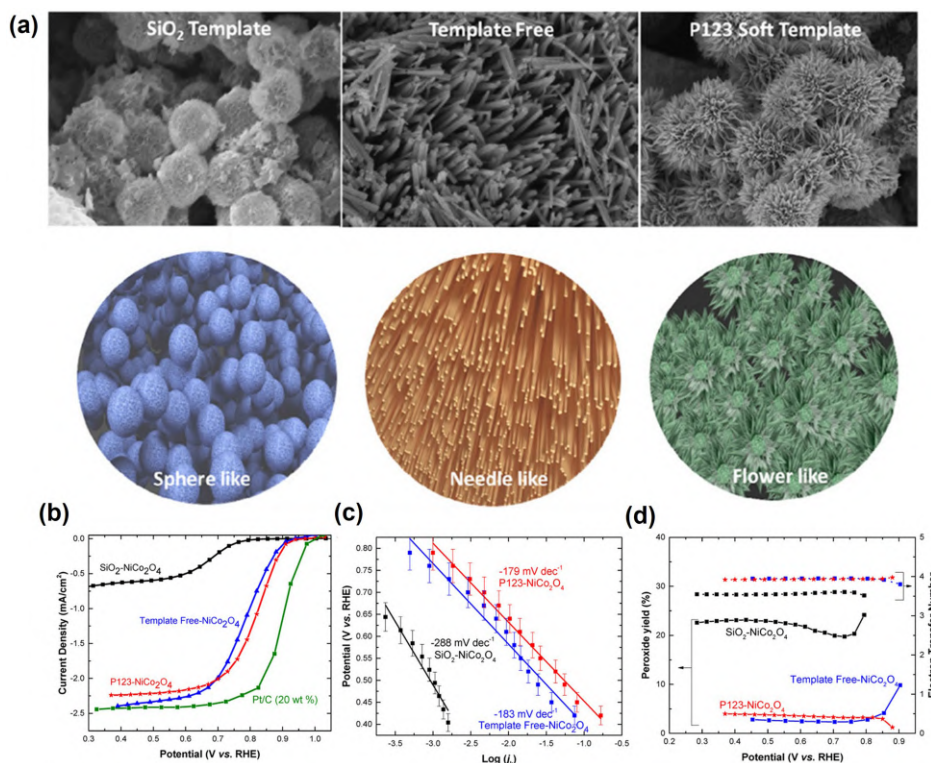 (a)
SiO2 Template
Template Free
P123 Soft Template
Sphere like
Needle like
Flower like
(b)
0.0
-0.5
-1.0
-1.5
-2.0
-2.5
Current Density (mA/cm2)
SiO2-NiCo2O4
Template Free-NiCo2O4
P123-NiCo2O4
Pt/C (20 wt %)
0.3 0.4 0.5 0.6 0.7 0.8 0.9 1.0
Potential (V vs. RHE)
(c)
0.80
0.75
0.70
0.65
0.60
0.55
0.50
0.45
0.40
Potential (V vs. RHE)
-179 mV dec-1
P123-NiCo2O4
-288 mV dec-1
SiO2-NiCo2O4
-183 mV dec-1
Template Free-NiCo2O4
-3.5 -3.0 -2.5 -2.0 -1.5 -1.0 -0.5
(d)
40
30
20
10
0
Peroxide yield (%)
5
4
3
2
1
0
SiO2-NiCo2O4
Template Free-NiCo2O4
P123-NiCo2O4
0.2 0.3 0.4 0.5 0.6 0.7 0.8 0.9
Potential (V vs. RHE)